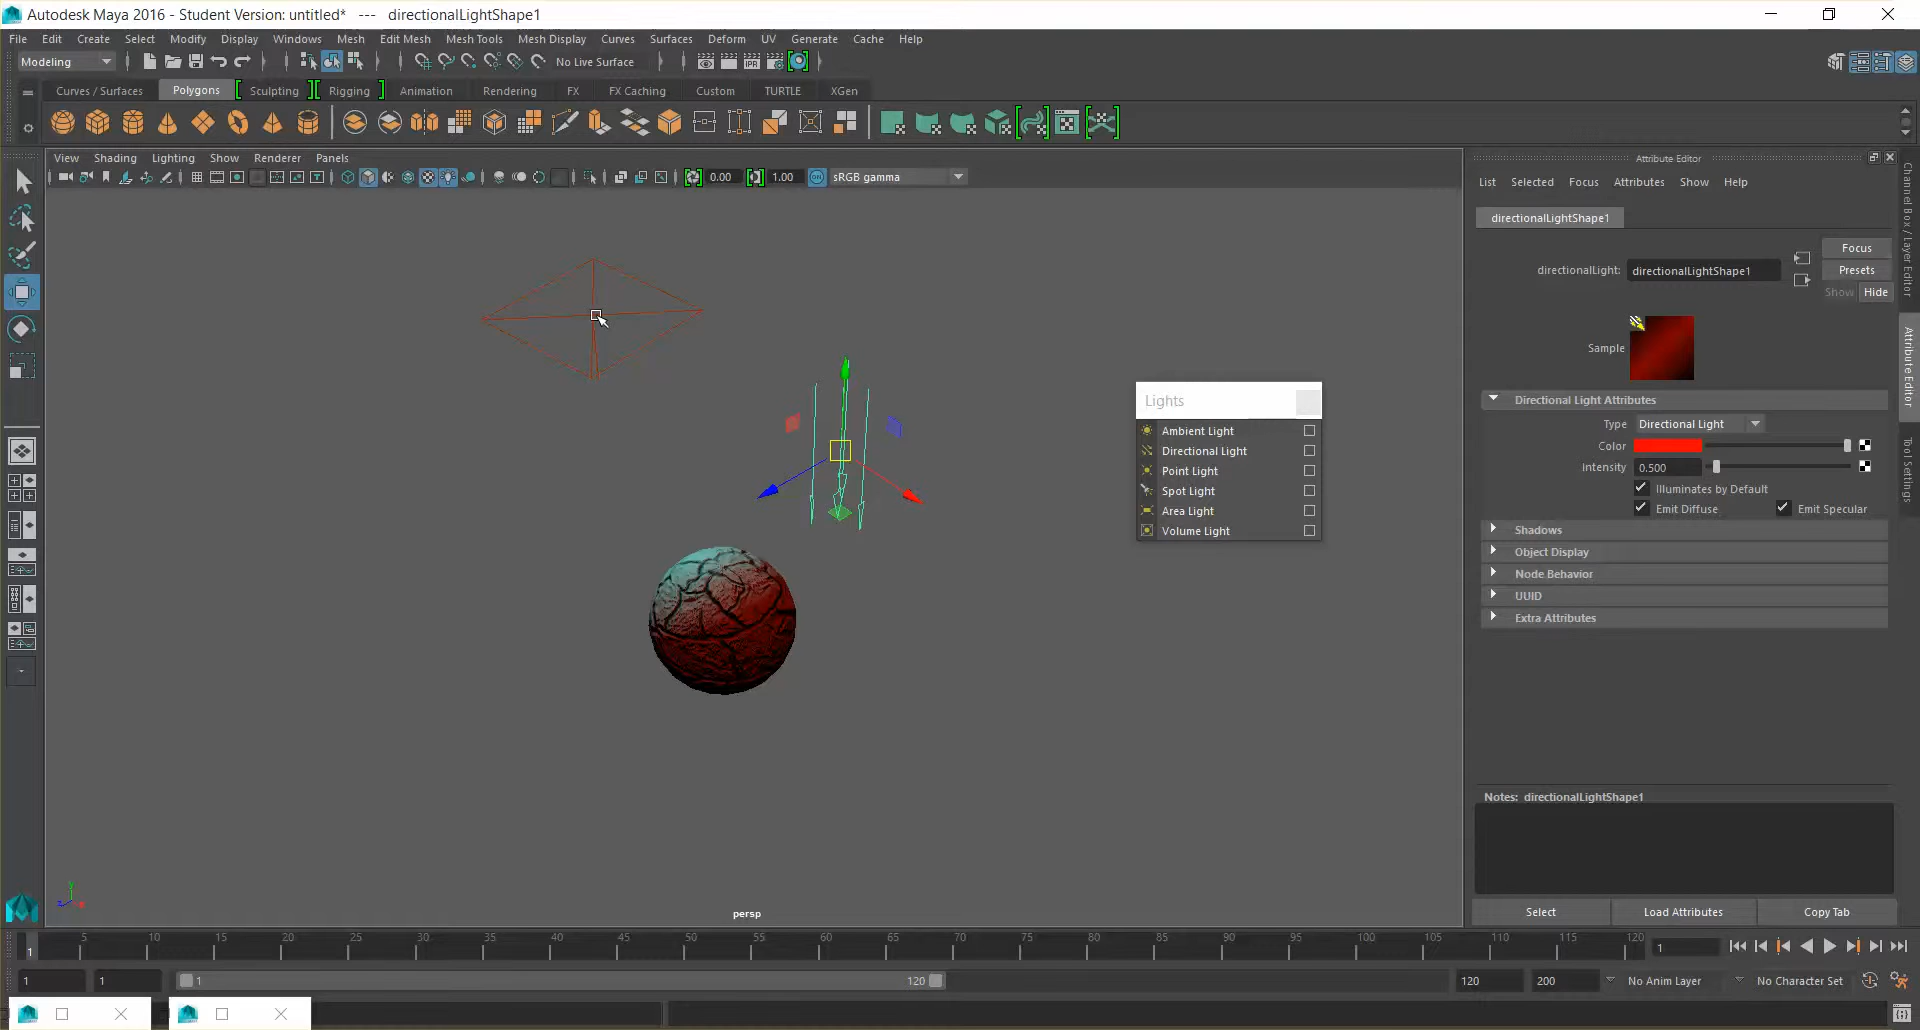 Autodesk Maya 2016 - Student Version: untitled*   ---   directionalLightShape1
File Edit Create Select Modify Display Windows Mesh Edit Mesh Mesh Tools Mesh Display Curves Surfaces Deform UV Generate Cache Help
Modeling No Live Surface
Curves / Surfaces Polygons Sculpting Rigging Animation Rendering FX FX Caching Custom TURTLE XGen
View Shading Lighting Show Renderer Panels
0.00 1.00 ON sRGB gamma
Attribute Editor
List Selected Focus Attributes Show Help
directionalLightShape1
Focus
directionalLight: directionalLightShape1
Presets
Show Hide
Sample
Directional Light Attributes
Type Directional Light
Color
Intensity 0.500
Illuminates by Default
Emit Diffuse Emit Specular
Shadows
Object Display
Node Behavior
UUID
Extra Attributes
Notes: directionalLightShape1
Select Load Attributes Copy Tab
Channel Box / Layer Editor
Attribute Editor
Tool Settings
Lights
Ambient Light
Directional Light
Point Light
Spot Light
Area Light
Volume Light
persp
1 5 10 15 20 25 30 35 40 45 50 55 60 65 70 75 80 85 90 95 100 105 110 115 120 1
1 1 1 120 120 200 No Anim Layer No Character Set